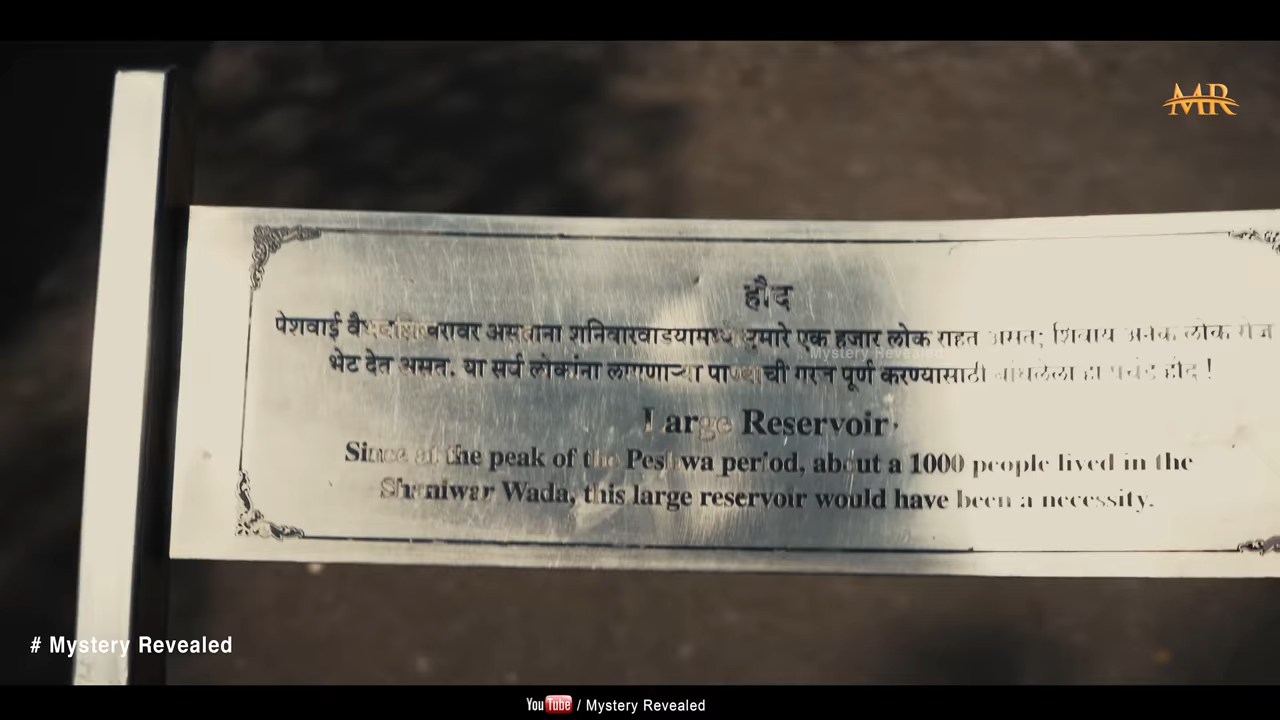 MR
हौद
पेशवाई वैभवाच्या शिखरावर असताना शनिवारवाडयामध्ये सुमारे एक हजार लोक राहत असत; शिवाय अनेक लोक रोज
भेट देत असत. या सर्व लोकांना लागणाऱ्या पाण्याची गरज पूर्ण करण्यासाठी बांधलेला हा प्रचंड हौद !
Mystery Revealed
Large Reservoir
Since at the peak of the Peshwa period, about a 1000 people lived in the
Shaniwar Wada, this large reservoir would have been a necessity.
# Mystery Revealed
YouTube / Mystery Revealed